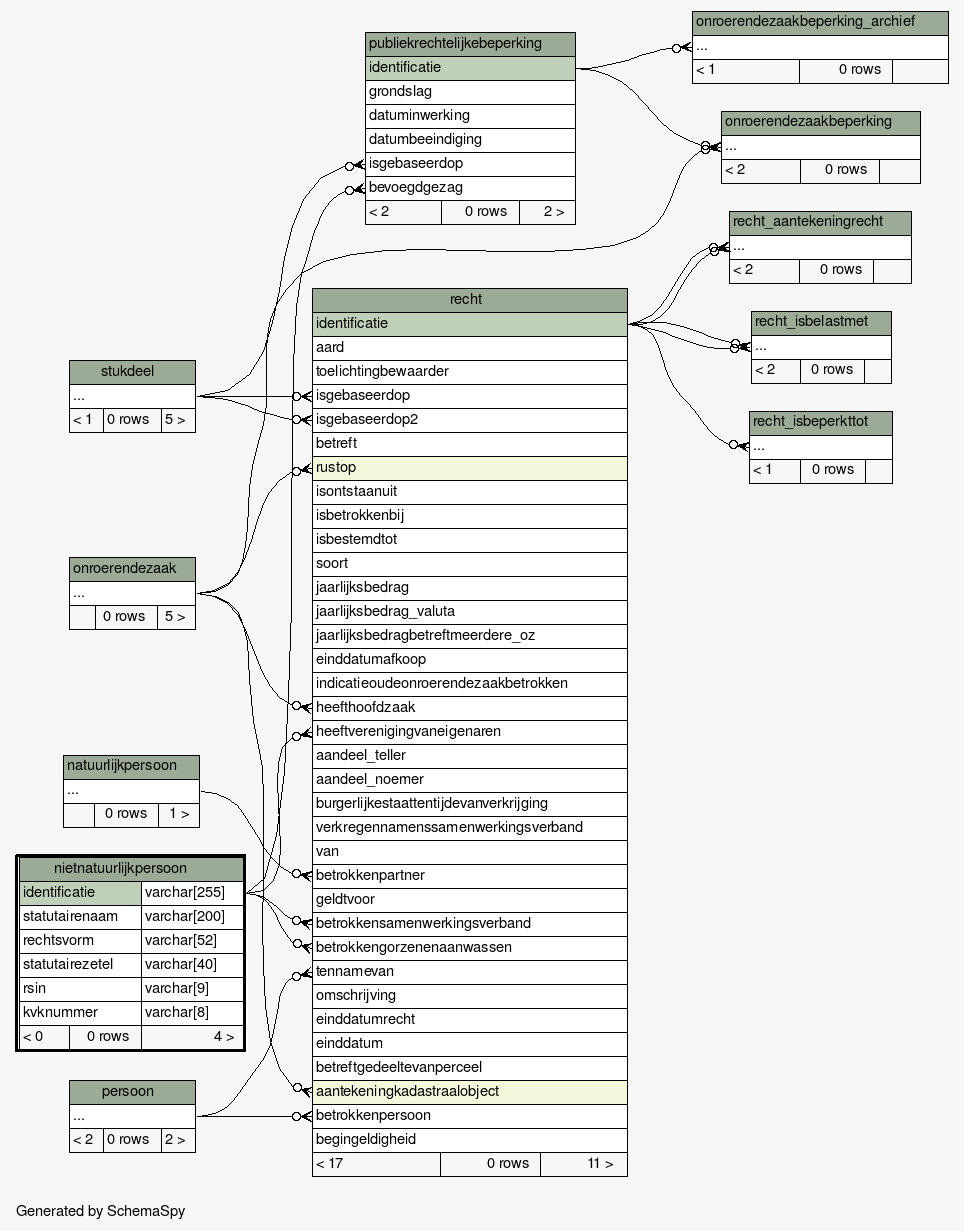 onroerendezaakbeperking_archief
...
< 1 0 rows
publiekrechtelijkebeperking
identificatie
grondslag
datuminwerking
datumbeeindiging
isgebaseerdop
bevoegdgezag
< 2 0 rows 2 >
onroerendezaakbeperking
...
< 2 0 rows
recht_aantekeningrecht
...
< 2 0 rows
recht_isbelastmet
...
< 2 0 rows
recht_isbeperkttot
...
< 1 0 rows
recht
identificatie
aard
toelichtingbewaarder
isgebaseerdop
isgebaseerdop2
betreft
rustop
isontstaanuit
isbetrokkenbij
isbestemdtot
soort
jaarlijksbedrag
jaarlijksbedrag_valuta
jaarlijksbedragbetreftmeerdere_oz
einddatumafkoop
indicatieoudeonroerendezaakbetrokken
heefthoofdzaak
heeftverenigingvaneigenaren
aandeel_teller
aandeel_noemer
burgerlijkestaattentijdevanverkrijging
verkregennamenssamenwerkingsverband
van
betrokkenpartner
geldtvoor
betrokkensamenwerkingsverband
betrokkengorzenenaanwassen
tennamevan
omschrijving
einddatumrecht
einddatum
betreftgedeeltevanperceel
aantekeningkadastraalobject
betrokkenpersoon
begingeldigheid
< 17 0 rows 11 >
stukdeel
...
< 1 0 rows 5 >
onroerendezaak
...
0 rows 5 >
natuurlijkpersoon
...
0 rows 1 >
nietnatuurlijkpersoon
identificatie varchar[255]
statutairenaam varchar[200]
rechtsvorm varchar[52]
statutairezetel varchar[40]
rsin varchar[9]
kvknummer varchar[8]
< 0 0 rows 4 >
persoon
...
< 2 0 rows 2 >
Generated by SchemaSpy